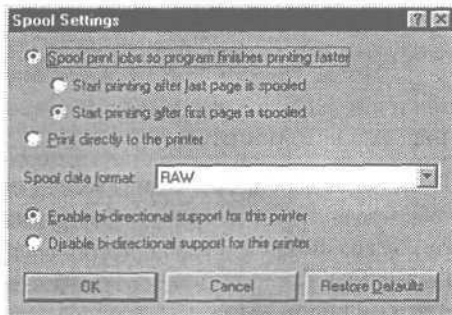 Spool Settings
Spool print jobs so program finishes printing faster
Start printing after last page is spooled
Start printing after first page is spooled
Print directly to the printer
Spool data format: RAW
Enable bi-directional support for this printer
Disable bi-directional support for this printer
OK Cancel Restore Defaults